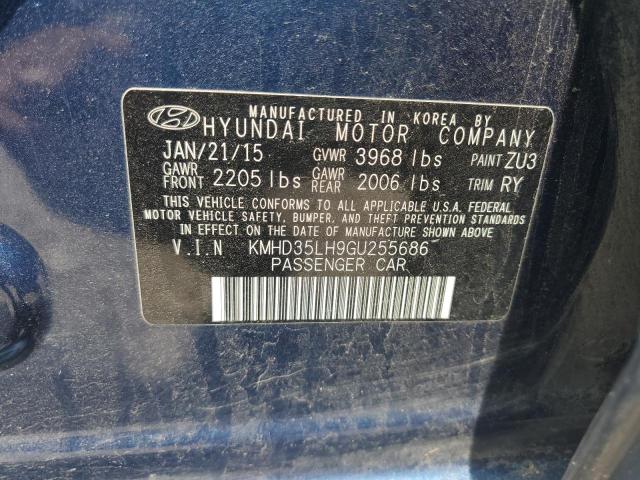 MANUFACTURED IN KOREA BY
HYUNDAI MOTOR COMPANY
JAN/21/15 GVWR 3968 lbs PAINT ZU3
GAWR FRONT 2205 lbs GAWR REAR 2006 lbs TRIM RY
THIS VEHICLE CONFORMS TO ALL APPLICABLE U.S.A. FEDERAL
MOTOR VEHICLE SAFETY, BUMPER, AND THEFT PREVENTION STANDARDS
IN EFFECT ON THE DATE OF MANUFACTURE SHOWN ABOVE.
V.I.N KMHD35LH9GU255686
PASSENGER CAR